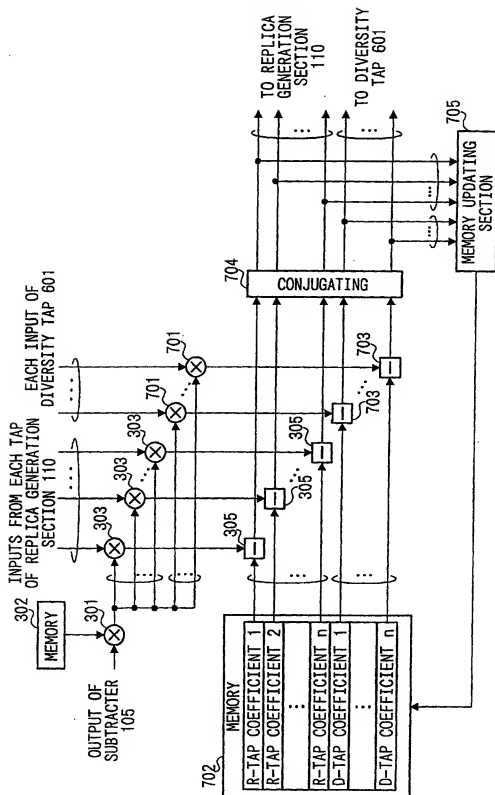 INPUTS FROM EACH TAP
OF REPLICA GENERATION
SECTION 110
EACH INPUT OF
DIVERSITY TAP 601
302
MEMORY
301
OUTPUT OF
SUBTRACTER
105
303
303
303
701
701
305
305
305
703
703
702
MEMORY
R-TAP COEFFICIENT 1
R-TAP COEFFICIENT 2
R-TAP COEFFICIENT n
D-TAP COEFFICIENT 1
D-TAP COEFFICIENT n
704
CONJUGATING
TO REPLICA
GENERATION
SECTION
110
TO DIVERSITY
TAP 601
705
MEMORY UPDATING
SECTION